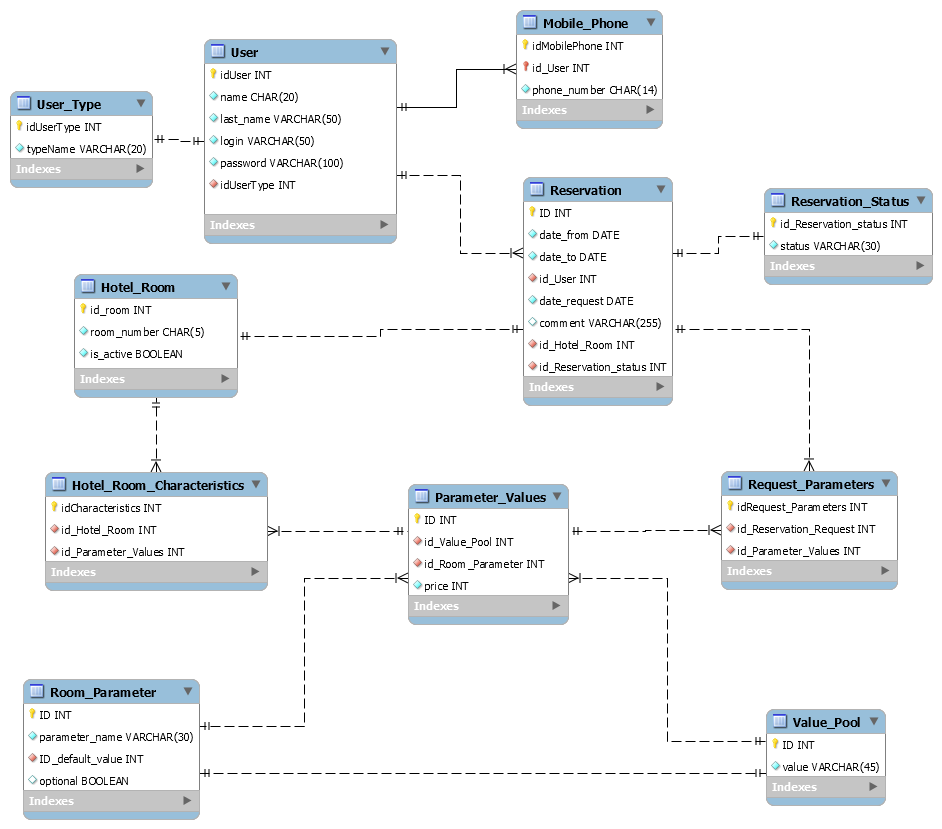 Mobile_Phone
idMobilePhone INT
id_User INT
phone_number CHAR(14)
Indexes
User
idUser INT
name CHAR(20)
last_name VARCHAR(50)
login VARCHAR(50)
password VARCHAR(100)
idUserType INT
Indexes
User_Type
idUserType INT
typeName VARCHAR(20)
Indexes
Reservation
ID INT
date_from DATE
date_to DATE
id_User INT
date_request DATE
comment VARCHAR(255)
id_Hotel_Room INT
id_Reservation_status INT
Indexes
Reservation_Status
id_Reservation_status INT
status VARCHAR(30)
Indexes
Hotel_Room
id_room INT
room_number CHAR(5)
is_active BOOLEAN
Indexes
Hotel_Room_Characteristics
idCharacteristics INT
id_Hotel_Room INT
id_Parameter_Values INT
Indexes
Parameter_Values
ID INT
id_Value_Pool INT
id_Room_Parameter INT
price INT
Indexes
Request_Parameters
idRequest_Parameters INT
id_Reservation_Request INT
id_Parameter_Values INT
Indexes
Room_Parameter
ID INT
parameter_name VARCHAR(30)
ID_default_value INT
optional BOOLEAN
Indexes
Value_Pool
ID INT
value VARCHAR(45)
Indexes